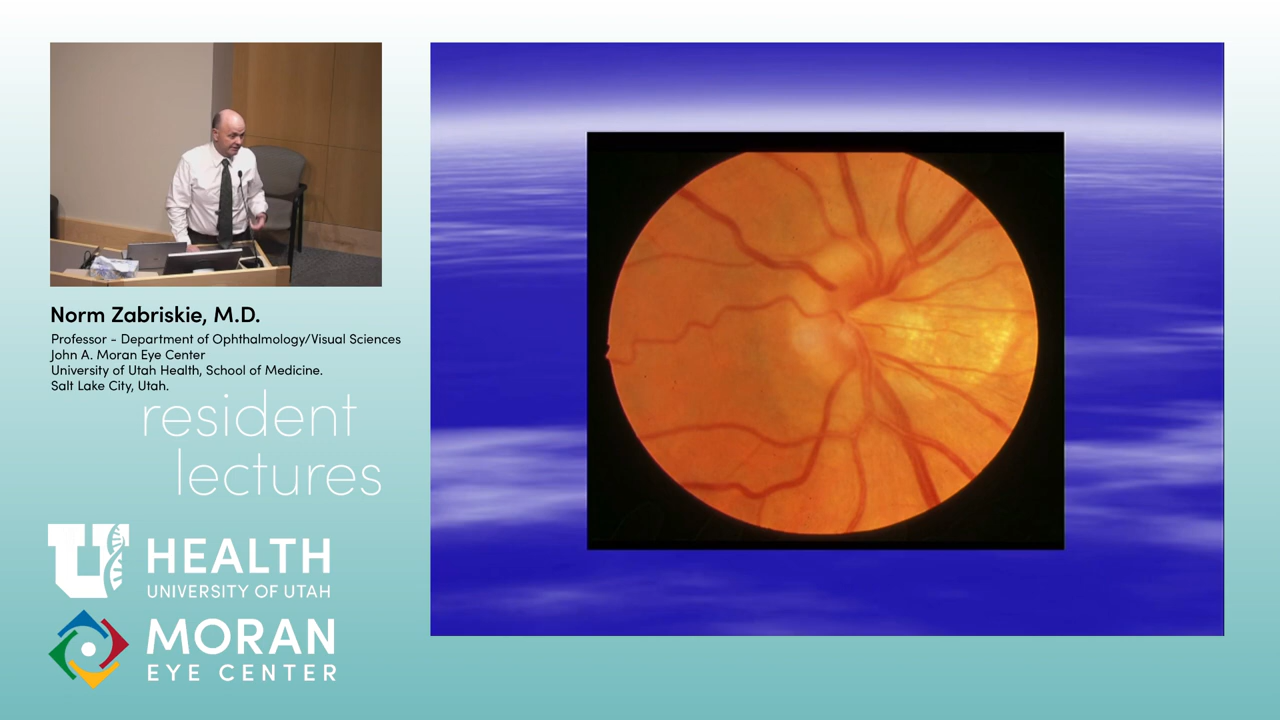 Norm Zabriskie, M.D.
Professor - Department of Ophthalmology/Visual Sciences
John A. Moran Eye Center
University of Utah Health, School of Medicine.
Salt Lake City, Utah.
resident
lectures
U HEALTH
UNIVERSITY OF UTAH
MORAN
EYE CENTER